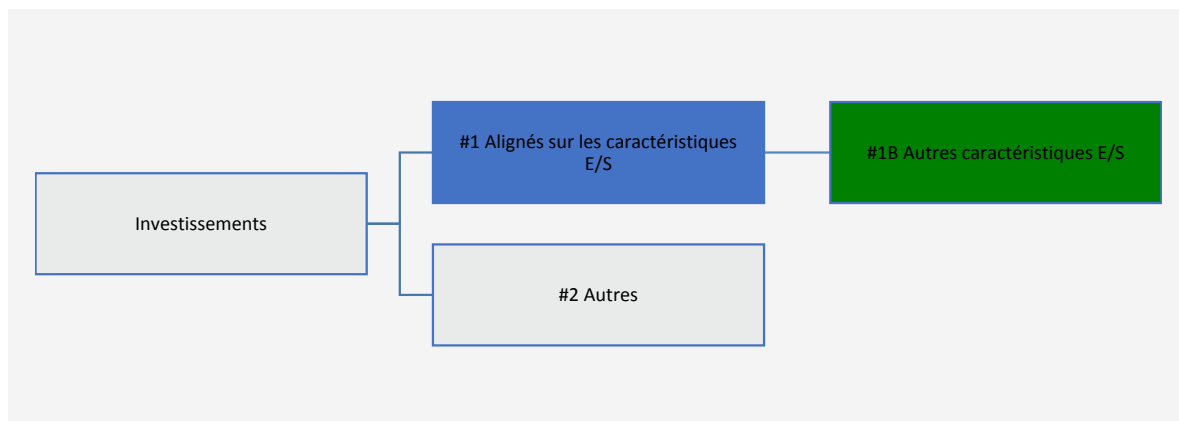 #1 Alignés sur les caractéristiques
E/S
#1B Autres caractéristiques E/S
Investissements
#2 Autres